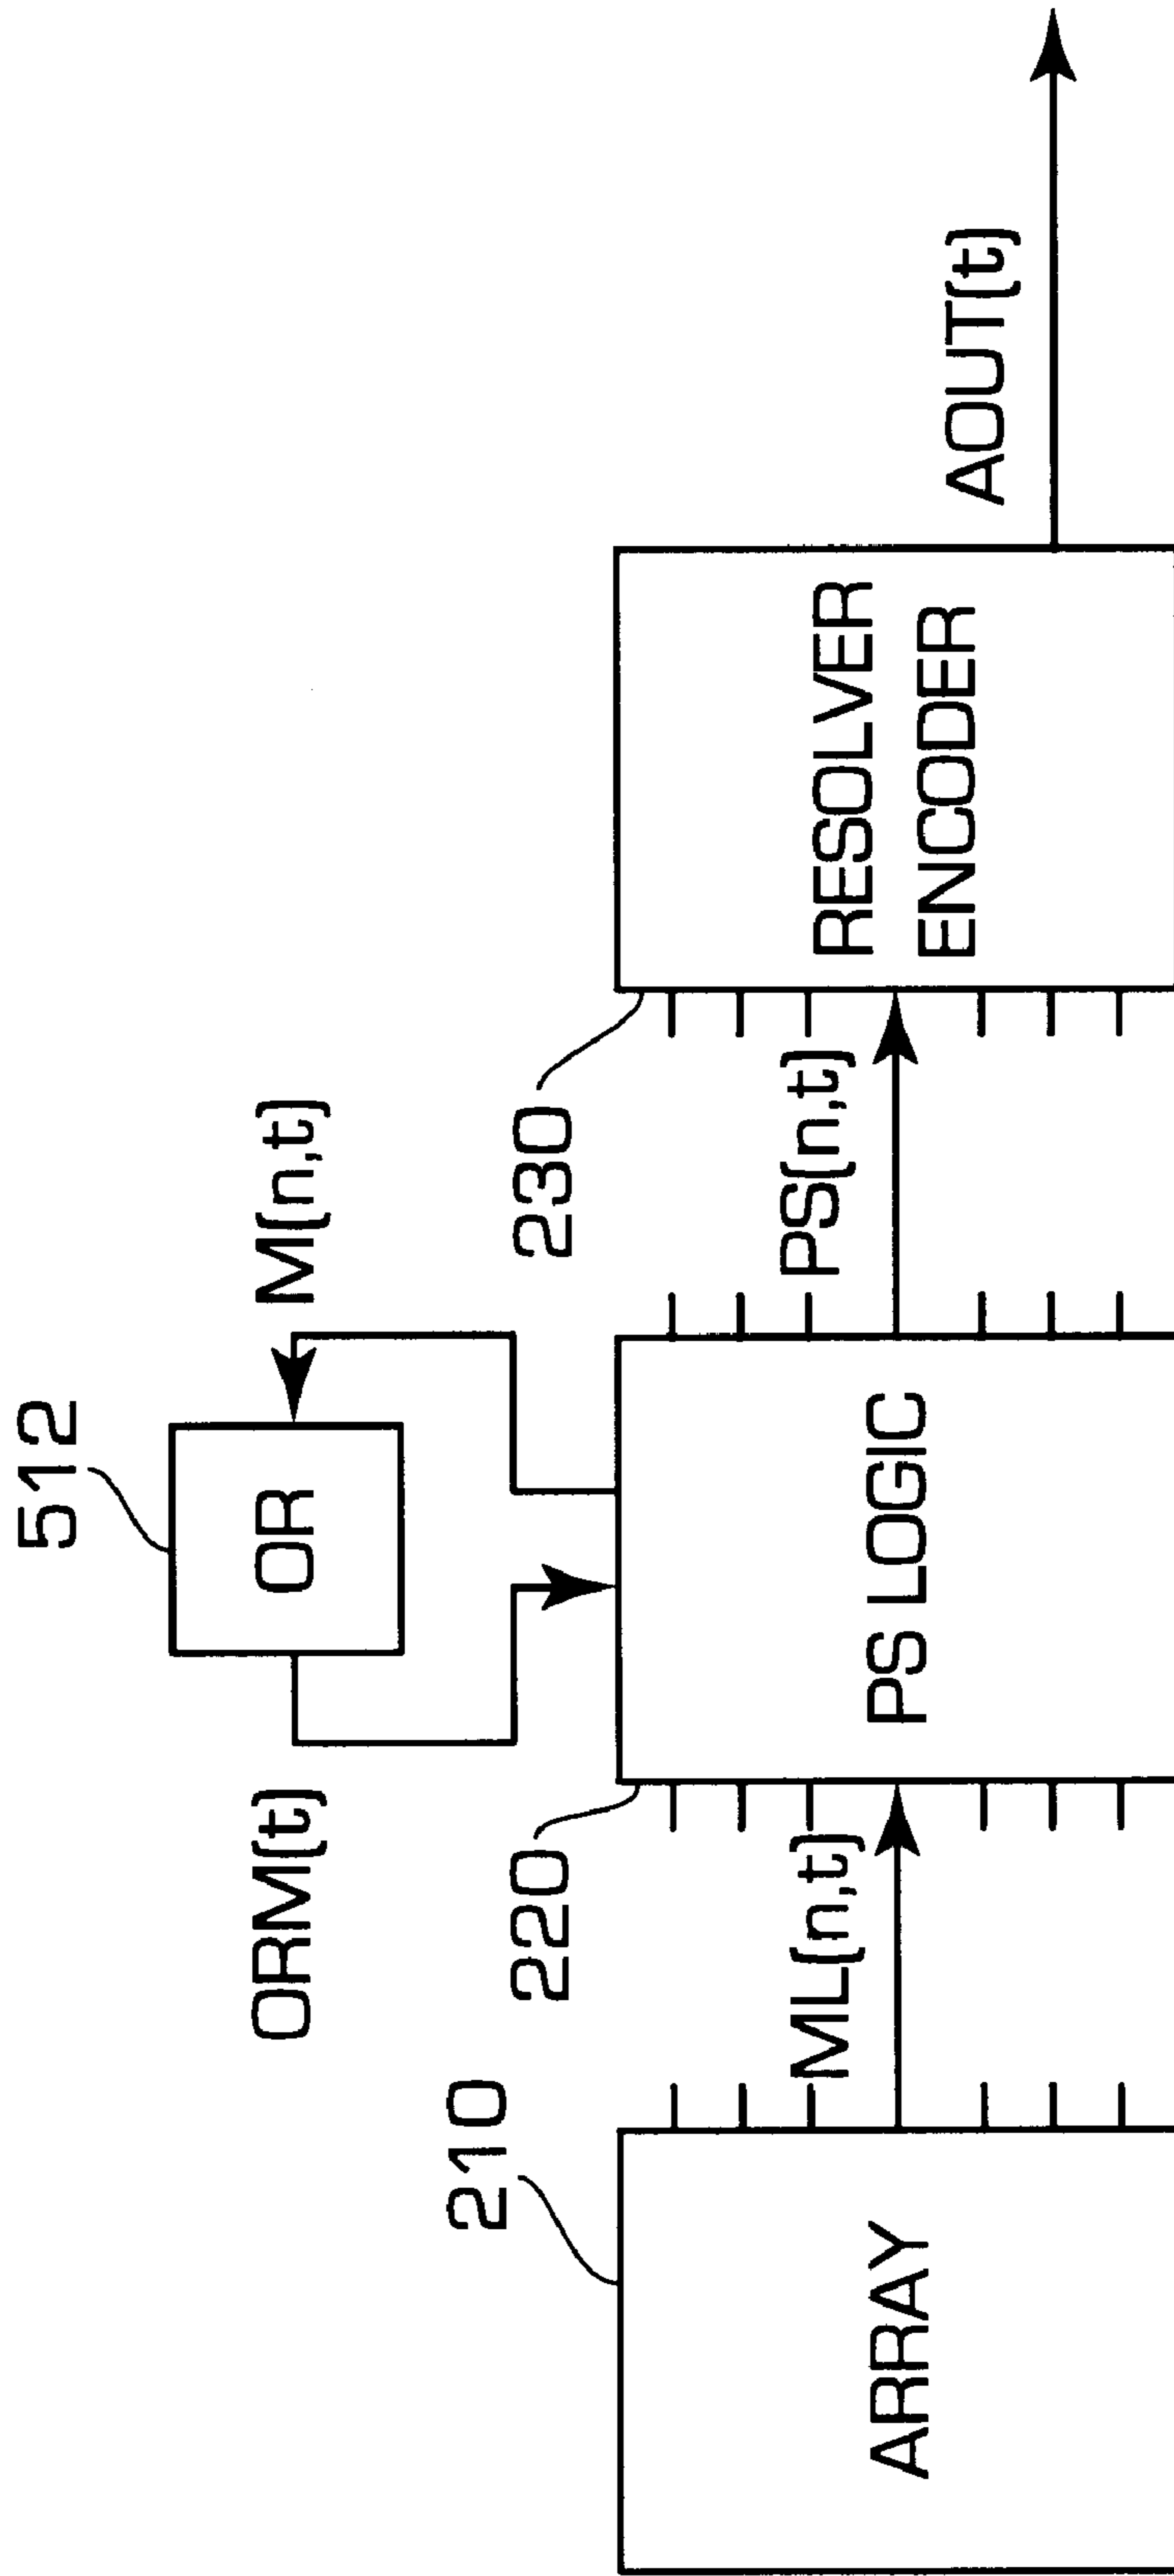 512
OR
M(n,t)
ORM(t)
210
220
230
ARRAY
ML(n,t)
PS LOGIC
PS(n,t)
RESOLVER
ENCODER
AOUT(t)